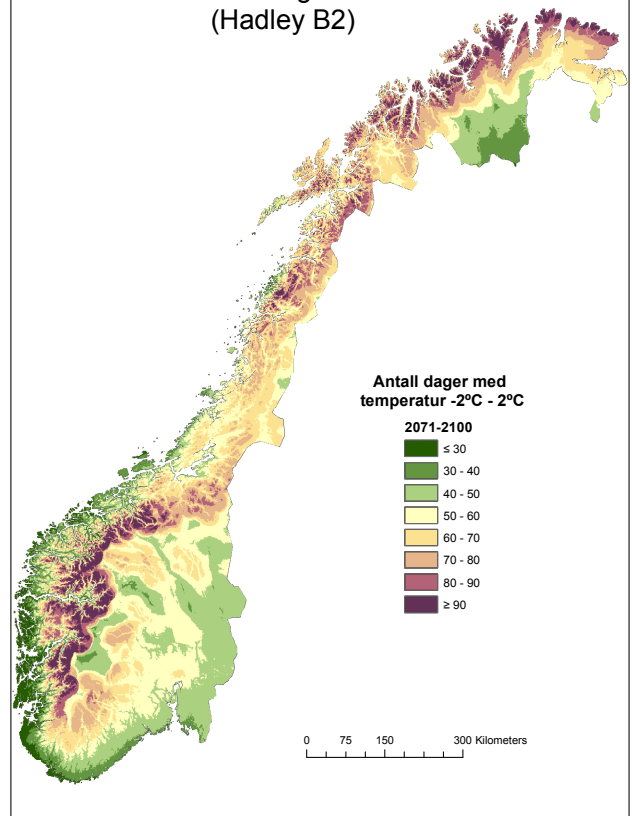 (Hadley B2)
Antall dager med
temperatur -2ºC - 2ºC
2071-2100
≤ 30
30 - 40
40 - 50
50 - 60
60 - 70
70 - 80
80 - 90
≥ 90
0 75 150 300 Kilometers